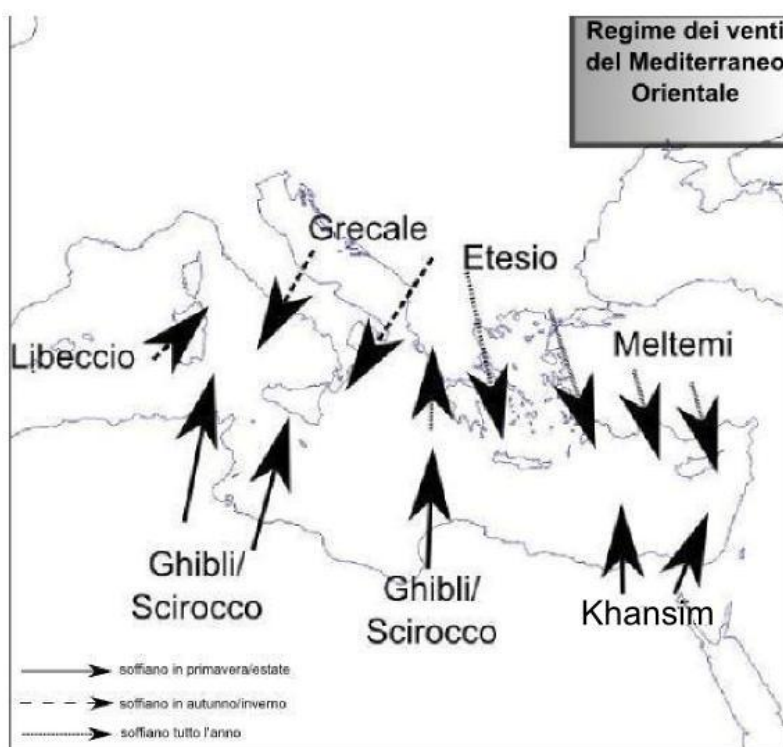 Regime dei venti
del Mediterraneo
Orientale
Grecale
Etesio
Libeccio
Meltemi
Ghibli/
Scirocco
Ghibli/
Scirocco
Khansim
soffiano in primavera/estate
soffiano in autunno/inverno
soffiano tutto l'anno